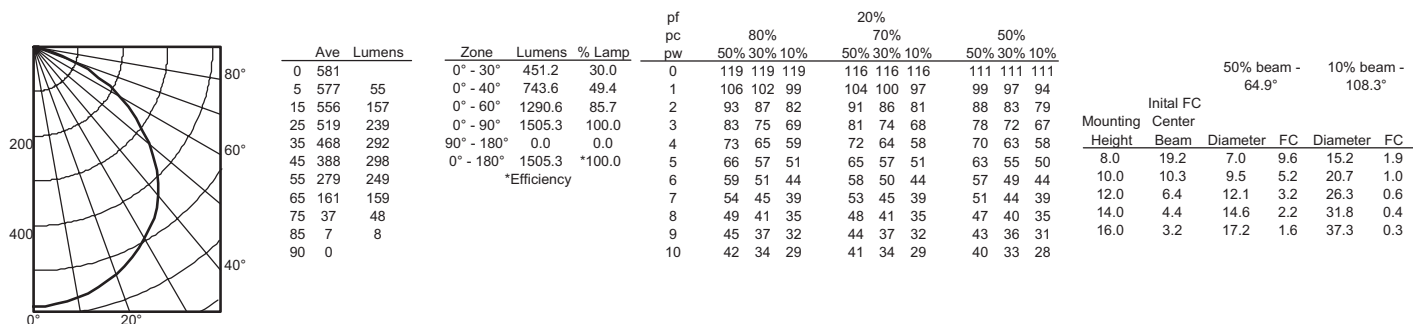 200
400
80°
60°
40°
0° 20°
Ave Lumens
0 581
5 577 55
15 556 157
25 519 239
35 468 292
45 388 298
55 279 249
65 161 159
75 37 48
85 7 8
90 0
Zone Lumens % Lamp
0° - 30° 451.2 30.0
0° - 40° 743.6 49.4
0° - 60° 1290.6 85.7
0° - 90° 1505.3 100.0
90° - 180° 0.0 0.0
0° - 180° 1505.3 *100.0
*Efficiency
pf 20%
pc 80% 70% 50%
pw 50% 30% 10% 50% 30% 10% 50% 30% 10%
0 119 119 119 116 116 116 111 111 111
1 106 102 99 104 100 97 99 97 94
2 93 87 82 91 86 81 88 83 79
3 83 75 69 81 74 68 78 72 67
4 73 65 59 72 64 58 70 63 58
5 66 57 51 65 57 51 63 55 50
6 59 51 44 58 50 44 57 49 44
7 54 45 39 53 45 39 51 44 39
8 49 41 35 48 41 35 47 40 35
9 45 37 32 44 37 32 43 36 31
10 42 34 29 41 34 29 40 33 28
50% beam - 10% beam -
64.9° 108.3°
Inital FC
Mounting Center
Height Beam Diameter FC Diameter FC
8.0 19.2 7.0 9.6 15.2 1.9
10.0 10.3 9.5 5.2 20.7 1.0
12.0 6.4 12.1 3.2 26.3 0.6
14.0 4.4 14.6 2.2 31.8 0.4
16.0 3.2 17.2 1.6 37.3 0.3